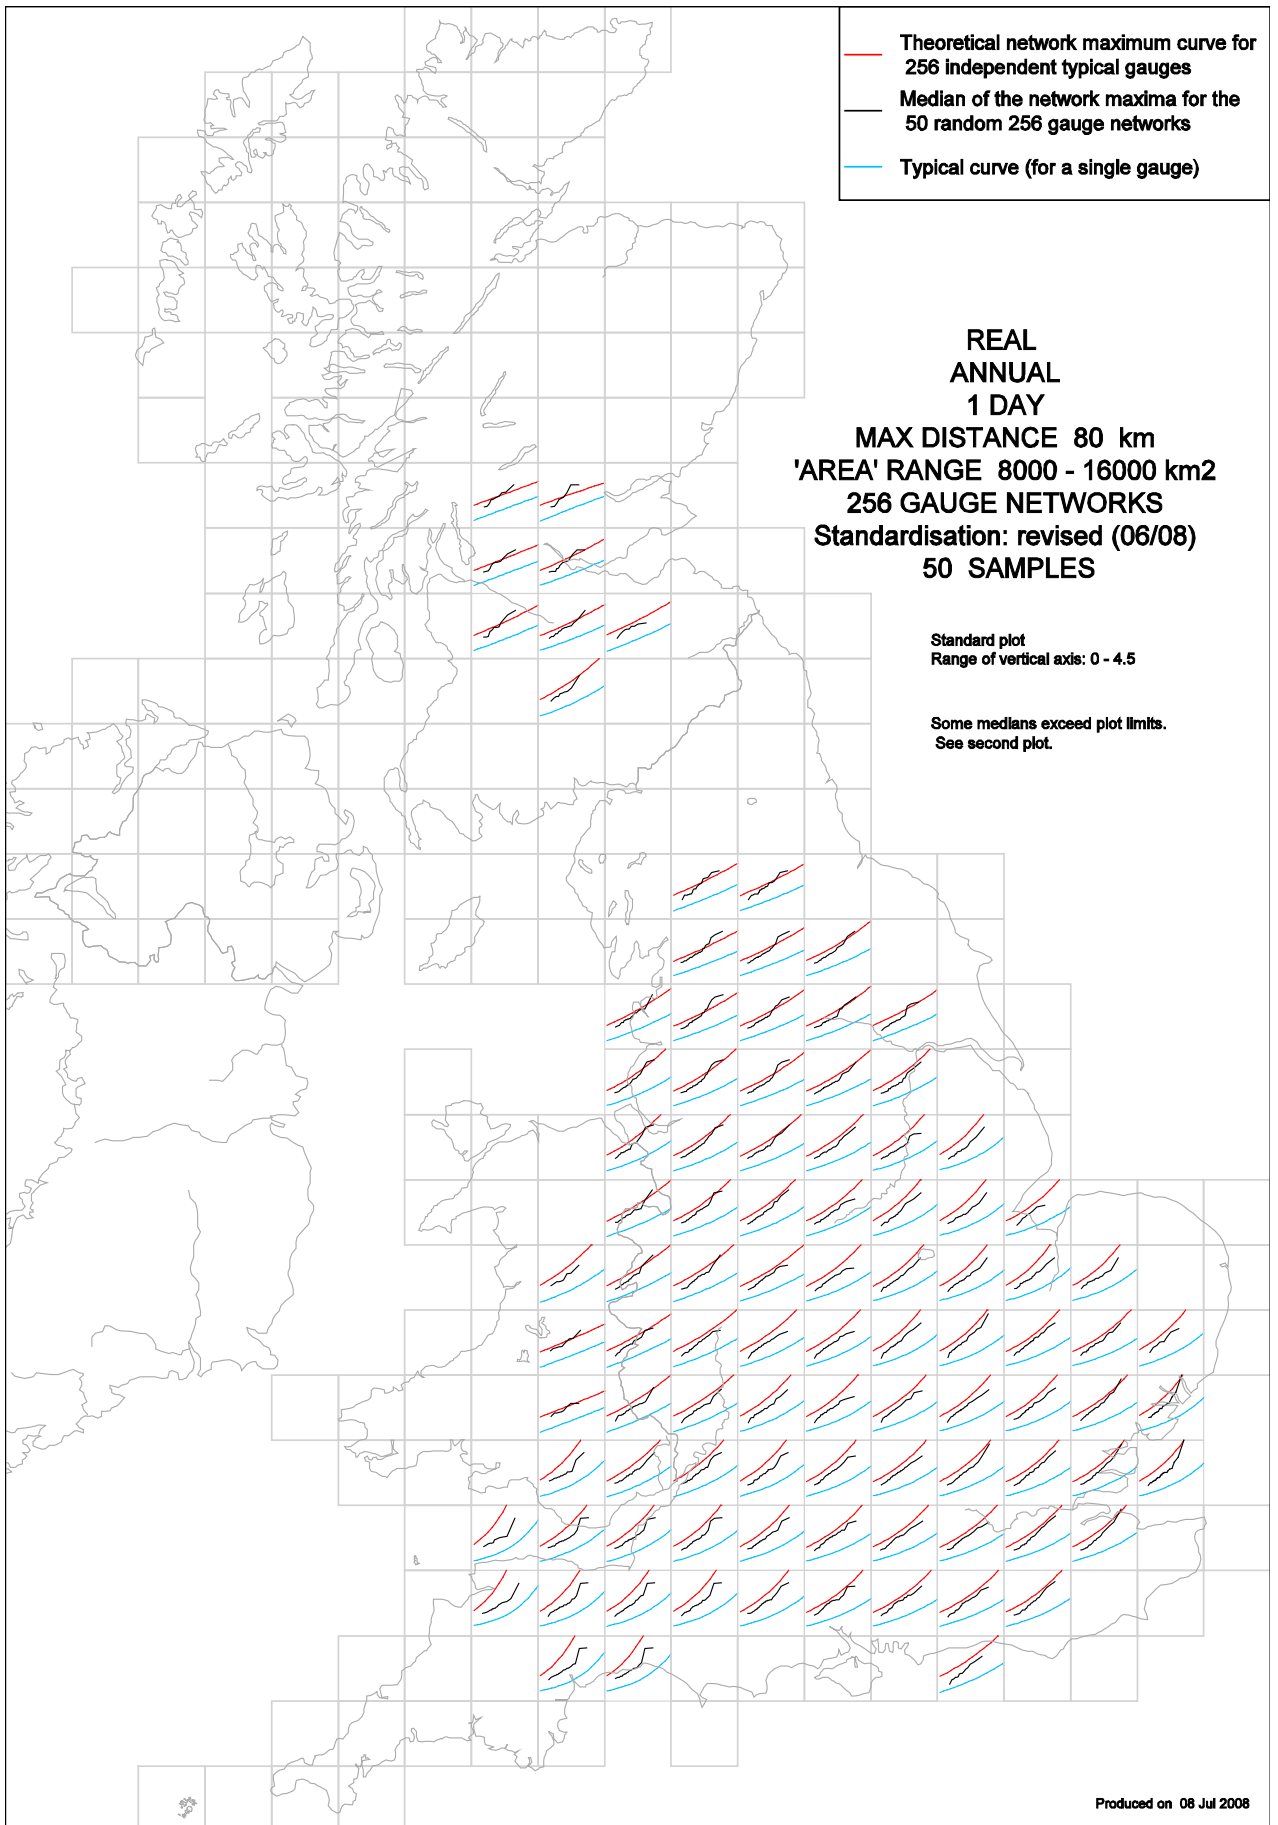 Theoretical network maximum curve for
256 independent typical gauges
Median of the network maxima for the
50 random 256 gauge networks
Typical curve (for a single gauge)
REAL
ANNUAL
1 DAY
MAX DISTANCE 80 km
'AREA' RANGE 8000 - 16000 km2
256 GAUGE NETWORKS
Standardisation: revised (06/08)
50 SAMPLES
Standard plot
Range of vertical axis: 0 - 4.5
Some medians exceed plot limits.
See second plot.
Produced on 08 Jul 2008